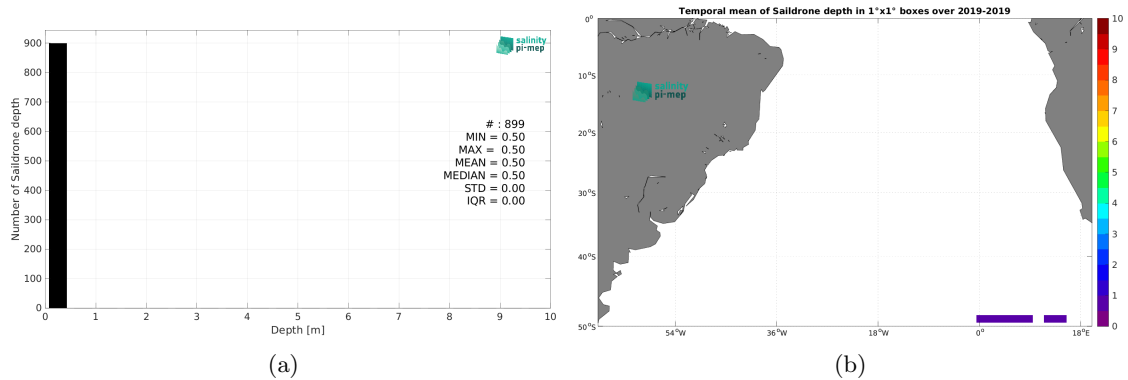 900
800
700
600
500
400
300
200
100
0
Number of Saildrone depth
salinity
pi-mep
# : 899
MIN = 0.50
MAX = 0.50
MEAN = 0.50
MEDIAN = 0.50
STD = 0.00
IQR = 0.00
0 1 2 3 4 5 6 7 8 9 10
Depth [m]
(a)
Temporal mean of Saildrone depth in 1°x1° boxes over 2019-2019
0°
10°S
20°S
30°S
40°S
50°S
salinity
pi-mep
54°W 36°W 18°W 0° 18°E
10
9
8
7
6
5
4
3
2
1
0
(b)